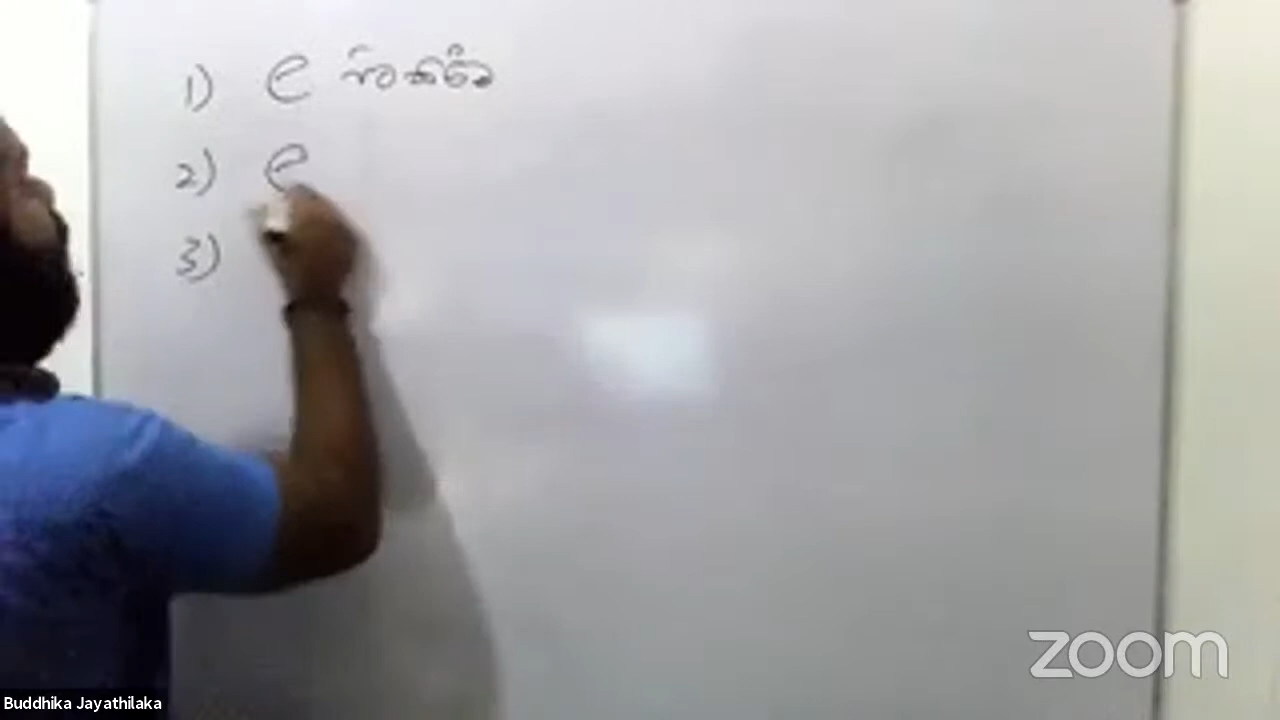 1) උ
2) උ
3)
zoom
Buddhika Jayathilaka